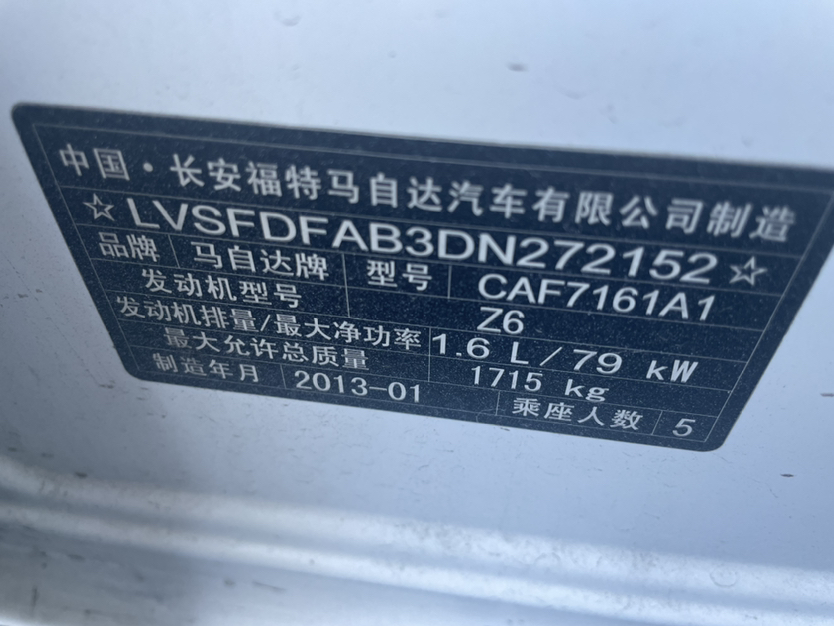 中国·长安福特马自达汽车有限公司制造
☆LVSFDFAB3DN272152☆
品牌 马自达牌 型号 CAF7161A1
发动机型号 Z6
发动机排量/最大净功率 1.6 L/79 kW
最大允许总质量 1715 kg
制造年月 2013-01 乘座人数 5